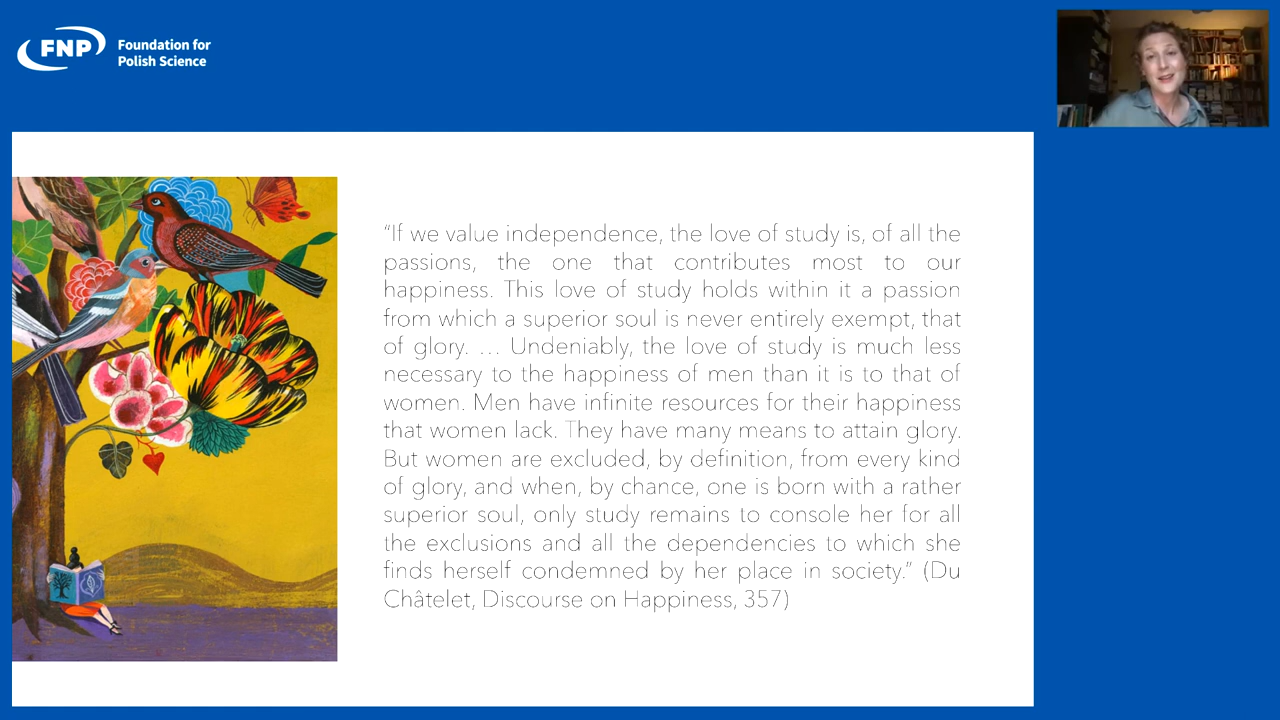 FNP
Foundation for
Polish Science
“If we value independence, the love of study is, of all the
passions, the one that contributes most to our
happiness. This love of study holds within it a passion
from which a superior soul is never entirely exempt, that
of glory. … Undeniably, the love of study is much less
necessary to the happiness of men than it is to that of
women. Men have infinite resources for their happiness
that women lack. They have many means to attain glory.
But women are excluded, by definition, from every kind
of glory, and when, by chance, one is born with a rather
superior soul, only study remains to console her for all
the exclusions and all the dependencies to which she
finds herself condemned by her place in society.” (Du
Châtelet, Discourse on Happiness, 357)